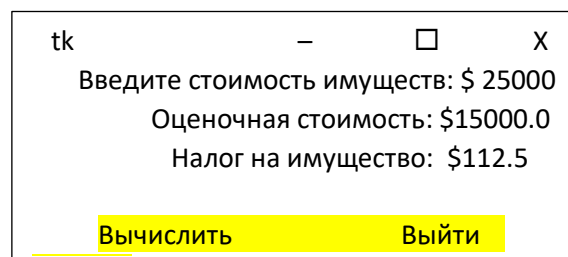 tk – □ X
Введите стоимость имуществ: $ 25000
Оценочная стоимость: $15000.0
Налог на имущество: $112.5
Вычислить Выйти